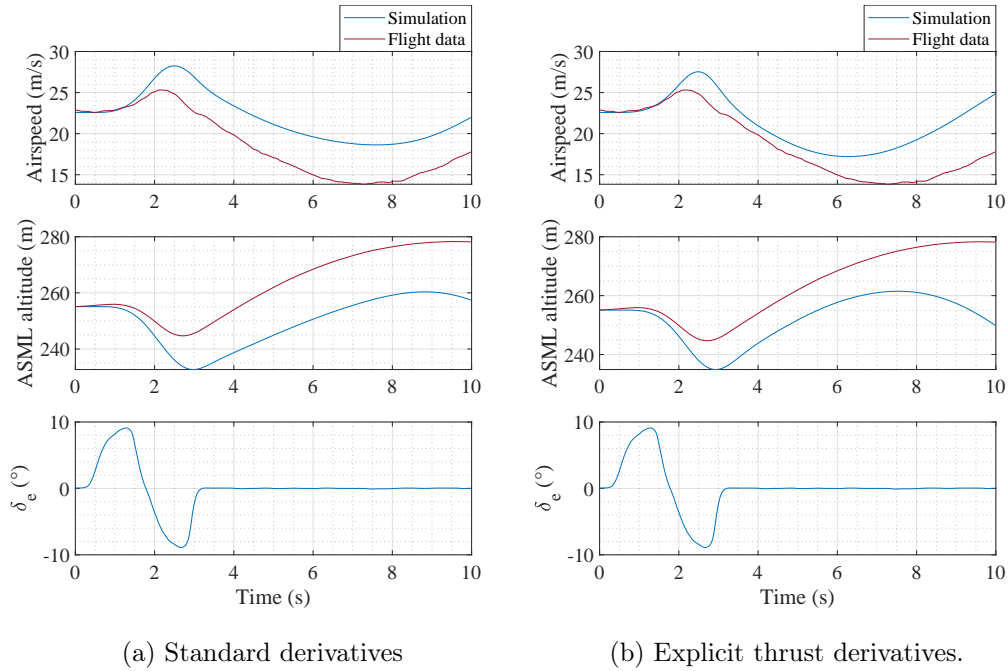 Simulation
Flight data
30
25
20
15
Airspeed (m/s)
0 2 4 6 8 10
280
260
240
ASML altitude (m)
0 2 4 6 8 10
10
0
-10
δe (°)
0 2 4 6 8 10
Time (s)
(a) Standard derivatives
Simulation
Flight data
30
25
20
15
Airspeed (m/s)
0 2 4 6 8 10
280
260
240
ASML altitude (m)
0 2 4 6 8 10
10
0
-10
δe (°)
0 2 4 6 8 10
Time (s)
(b) Explicit thrust derivatives.